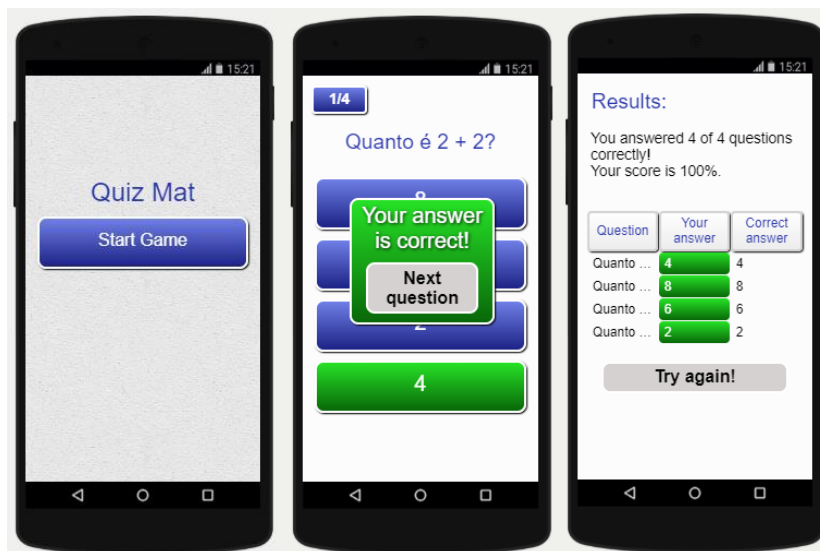 15:21
Quiz Mat
Start Game
15:21
1/4
Quanto é 2 + 2?
8
Your answer
is correct!
Next
question
2
4
15:21
Results:
You answered 4 of 4 questions
correctly!
Your score is 100%.
Question Your answer Correct answer
Quanto ... 4 4
Quanto ... 8 8
Quanto ... 6 6
Quanto ... 2 2
Try again!